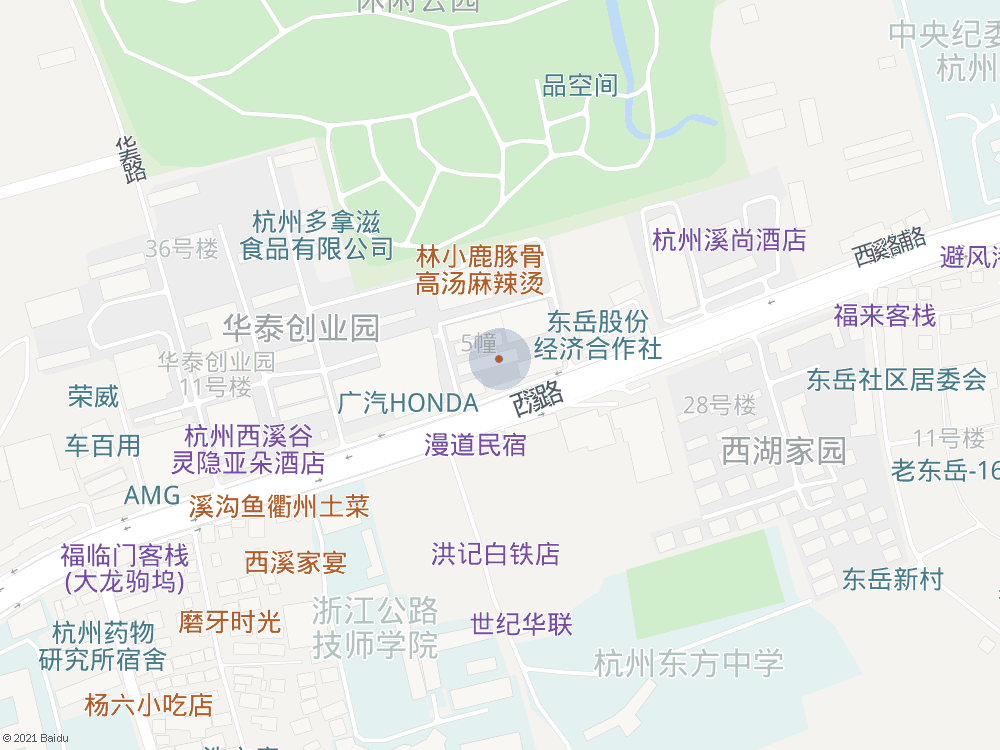 休闲公园
中央纪委
杭州
品空间
华泰路
杭州多拿滋
食品有限公司
36号楼
林小鹿豚骨
高汤麻辣烫
杭州溪尚酒店
西溪路辅路
避风港
福来客栈
华泰创业园
5幢
东岳股份
经济合作社
华泰创业园
11号楼
东岳社区居委会
荣威
广汽HONDA
西溪路
28号楼
车百用
杭州西溪谷
灵隐亚朵酒店
漫道民宿
西湖家园
11号楼
老东岳-16
AMG
溪沟鱼衢州土菜
福临门客栈
(大龙驹坞)
西溪家宴
洪记白铁店
东岳新村
浙江公路
技师学院
磨牙时光
世纪华联
杭州药物
研究所宿舍
杭州东方中学
杨六小吃店
© 2021 Baidu